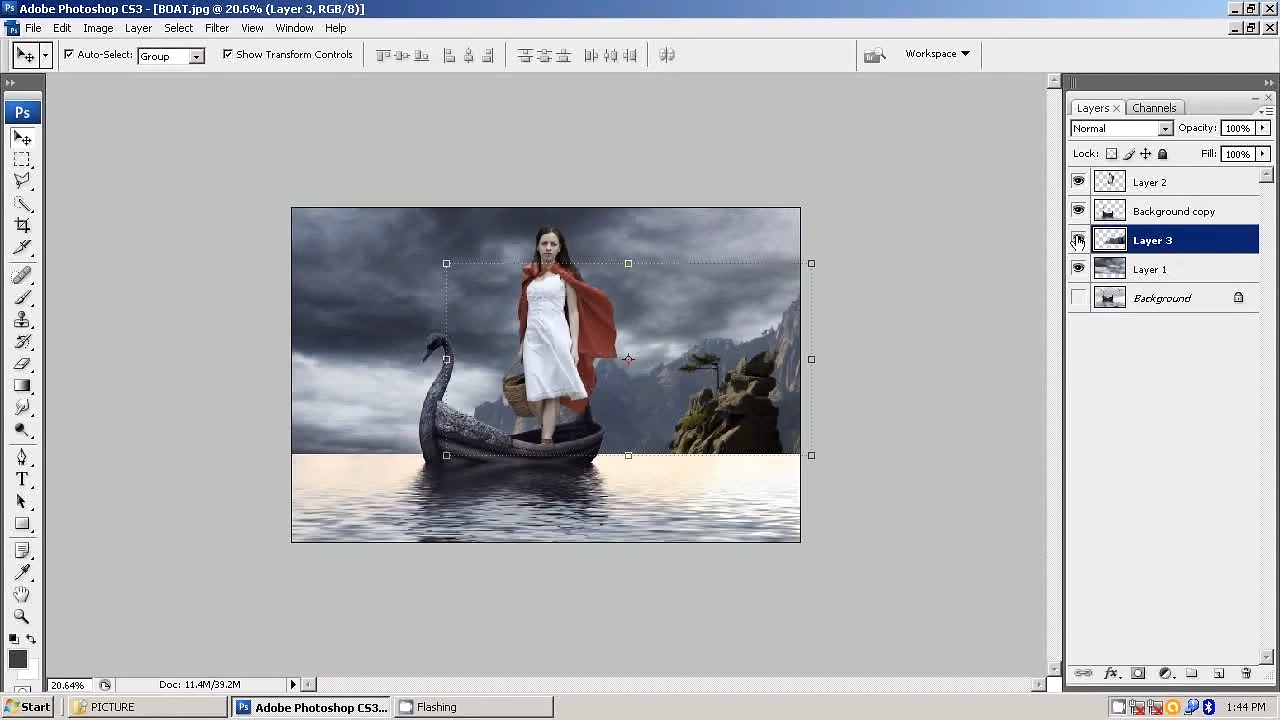 Adobe Photoshop CS3 - [BOAT.jpg @ 20.6% (Layer 3, RGB/8)]
File Edit Image Layer Select Filter View Window Help
Auto-Select: Group Show Transform Controls Br Workspace
Ps
Layers Channels
Normal Opacity: 100%
Lock: Fill: 100%
Layer 2
Background copy
Layer 3
Layer 1
Background
T
fx
20.64% Doc: 11.4M/39.2M
Start PICTURE Ps Adobe Photoshop CS3... Flashing 1:44 PM